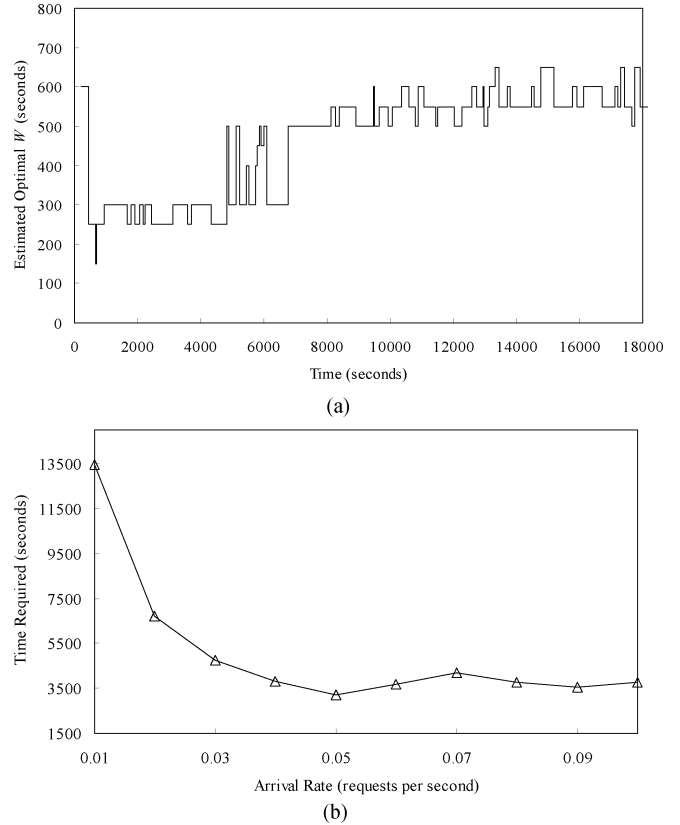 800
700
600
500
400
300
200
100
0
Estimated Optimal W (seconds)
0 2000 4000 6000 8000 10000 12000 14000 16000 18000
Time (seconds)
(a)
13500
11500
9500
7500
5500
3500
1500
Time Required (seconds)
0.01 0.03 0.05 0.07 0.09
Arrival Rate (requests per second)
(b)